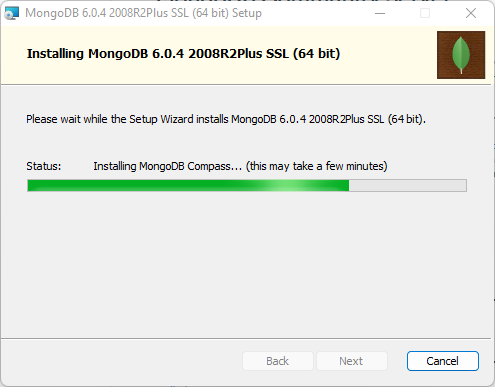 MongoDB 6.0.4 2008R2Plus SSL (64 bit) Setup
Installing MongoDB 6.0.4 2008R2Plus SSL (64 bit)
Please wait while the Setup Wizard installs MongoDB 6.0.4 2008R2Plus SSL (64 bit).
Status: Installing MongoDB Compass... (this may take a few minutes)
Back Next Cancel